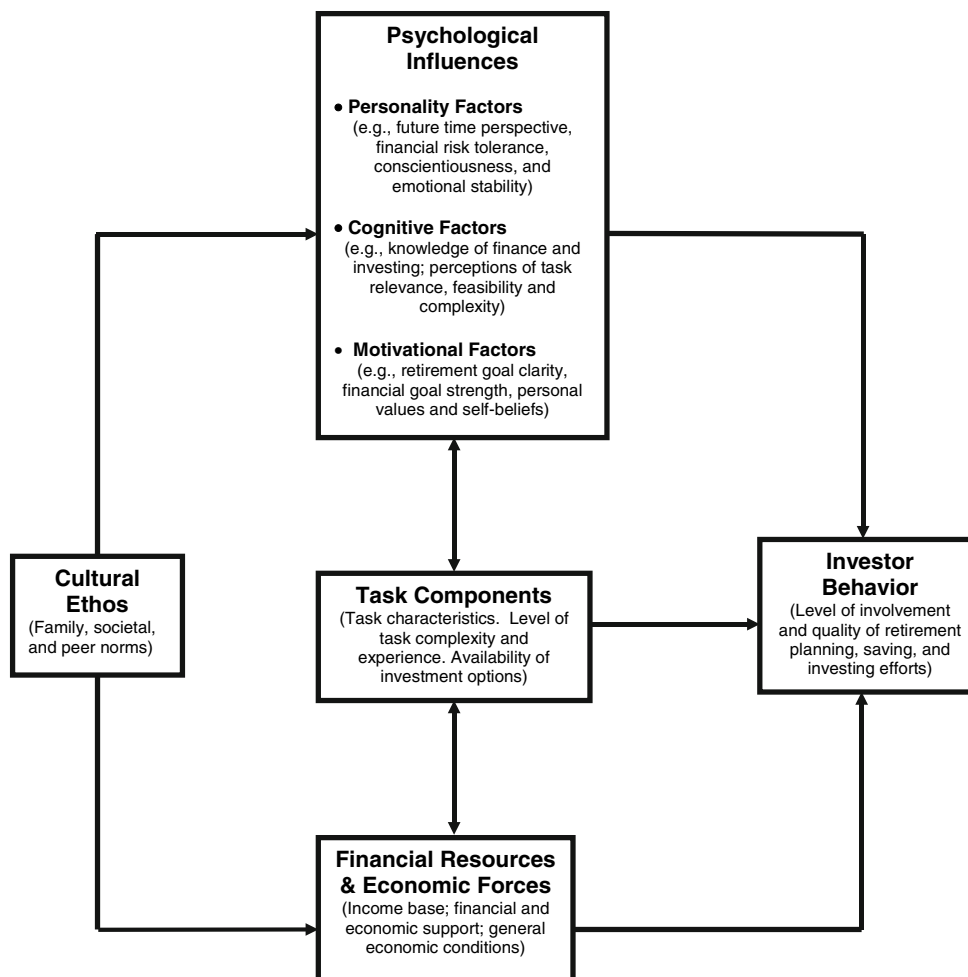 Psychological
Influences
• Personality Factors
(e.g., future time perspective,
financial risk tolerance,
conscientiousness, and
emotional stability)
• Cognitive Factors
(e.g., knowledge of finance and
investing; perceptions of task
relevance, feasibility and
complexity)
• Motivational Factors
(e.g., retirement goal clarity,
financial goal strength, personal
values and self-beliefs)
Cultural
Ethos
(Family, societal,
and peer norms)
Task Components
(Task characteristics. Level of
task complexity and
experience. Availability of
investment options)
Investor
Behavior
(Level of involvement
and quality of retirement
planning, saving, and
investing efforts)
Financial Resources
& Economic Forces
(Income base; financial and
economic support; general
economic conditions)